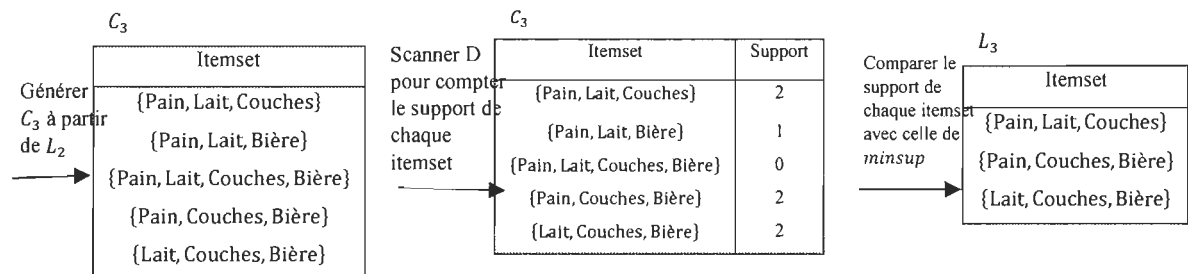 Générer
C₃ à partir
de L₂
C₃
Itemset
{Pain, Lait, Couches}
{Pain, Lait, Bière}
{Pain, Lait, Couches, Bière}
{Pain, Couches, Bière}
{Lait, Couches, Bière}
Scanner D
pour compter
le support de
chaque
itemset
C₃
Itemset Support
{Pain, Lait, Couches} 2
{Pain, Lait, Bière} 1
{Pain, Lait, Couches, Bière} 0
{Pain, Couches, Bière} 2
{Lait, Couches, Bière} 2
Comparer le
support de
chaque itemset
avec celle de
minsup
L₃
Itemset
{Pain, Lait, Couches}
{Pain, Couches, Bière}
{Lait, Couches, Bière}